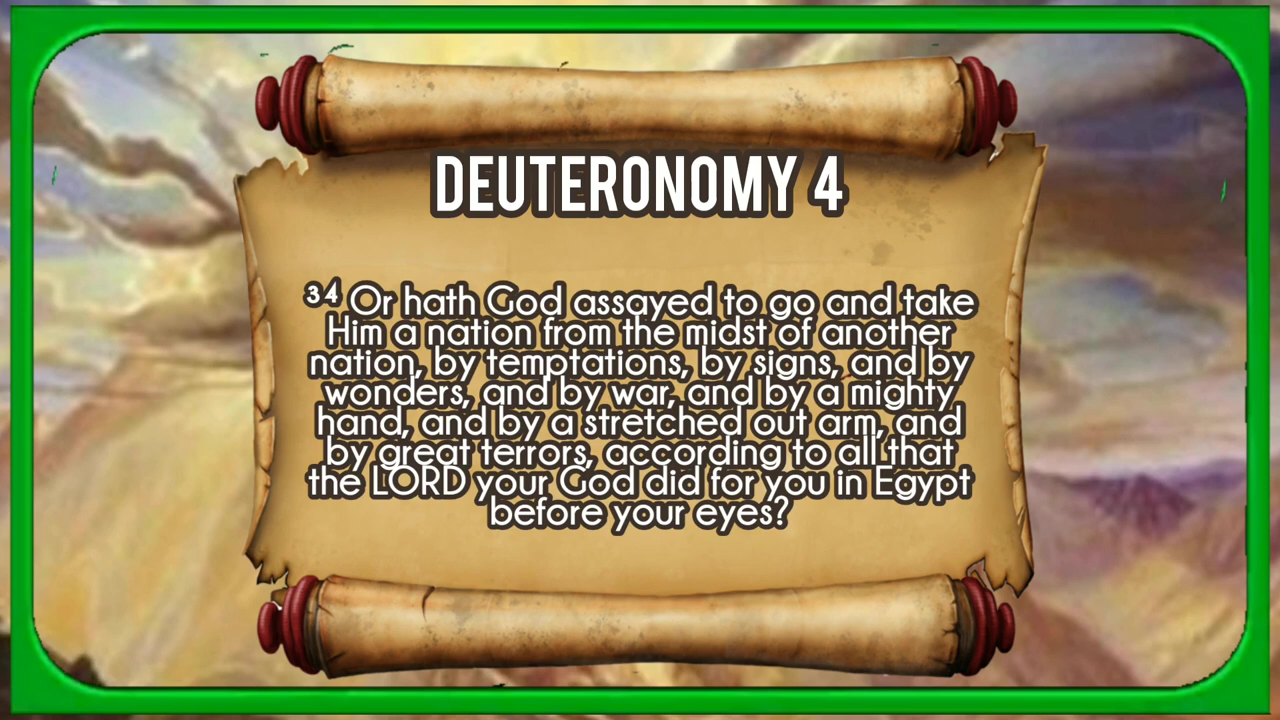 DEUTERONOMY 4
³⁴ Or hath God assayed to go and take
Him a nation from the midst of another
nation, by temptations, by signs, and by
wonders, and by war, and by a mighty
hand, and by a stretched out arm, and
by great terrors, according to all that
the LORD your God did for you in Egypt
before your eyes?